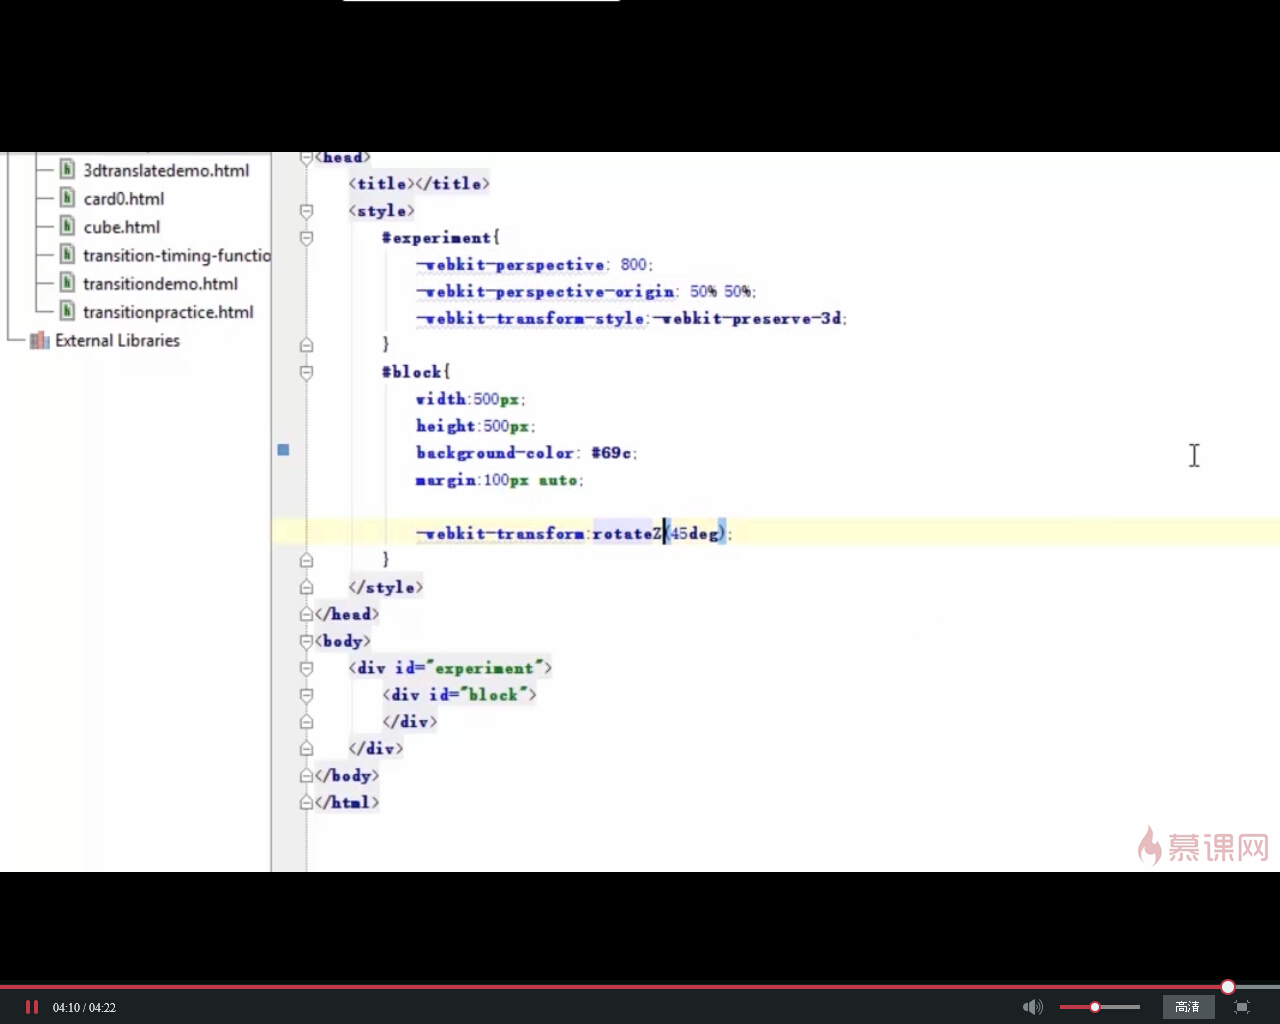 3dtranslatedemo.html
card0.html
cube.html
transition-timing-functio
transitiondemo.html
transitionpractice.html
External Libraries
<head>
<title></title>
<style>
#experiment{
-webkit-perspective: 800;
-webkit-perspective-origin: 50% 50%;
-webkit-transform-style:-webkit-preserve-3d;
}
#block{
width:500px;
height:500px;
background-color: #69c;
margin:100px auto;
-webkit-transform:rotateZ(45deg);
}
</style>
</head>
<body>
<div id="experiment">
<div id="block">
</div>
</div>
</body>
</html>
慕课网
04:10 / 04:22
高清